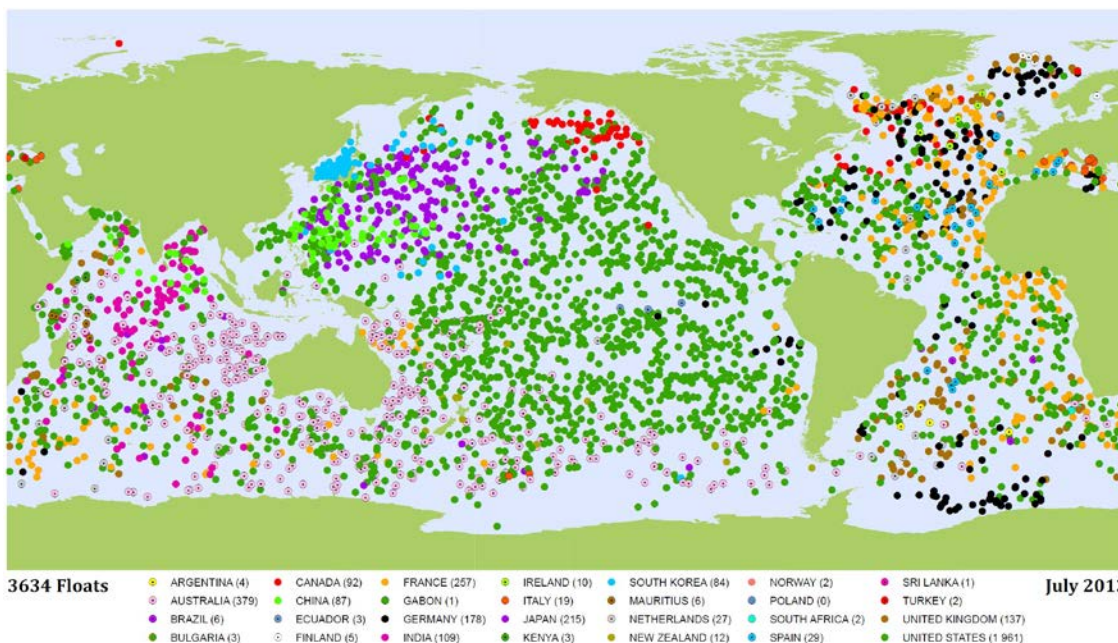 3634 Floats
July 2013
ARGENTINA (4) CANADA (92) FRANCE (257) IRELAND (10) SOUTH KOREA (84) NORWAY (2) SRI LANKA (1)
AUSTRALIA (379) CHINA (87) GABON (1) ITALY (19) MAURITIUS (6) POLAND (0) TURKEY (2)
BRAZIL (6) ECUADOR (3) GERMANY (178) JAPAN (215) NETHERLANDS (27) SOUTH AFRICA (2) UNITED KINGDOM (137)
BULGARIA (3) FINLAND (5) INDIA (109) KENYA (3) NEW ZEALAND (12) SPAIN (29) UNITED STATES (1 961)